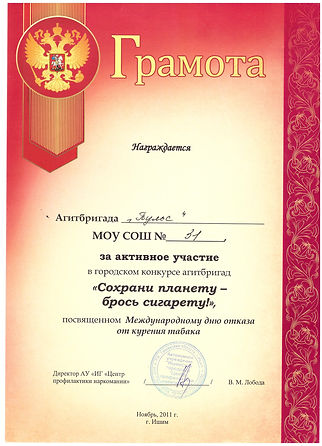 Грамота
Награждается
Агитбригада „Пульс“
МОУ СОШ № 31,
за активное участие
в городском конкурсе агитбригад
«Сохрани планету –
брось сигарету!»,
посвященном Международному дню отказа
от курения табака
Директор АУ «ИГ «Центр
профилактики наркомании» / / В. М. Лобода
Ноябрь, 2011 г.
г. Ишим